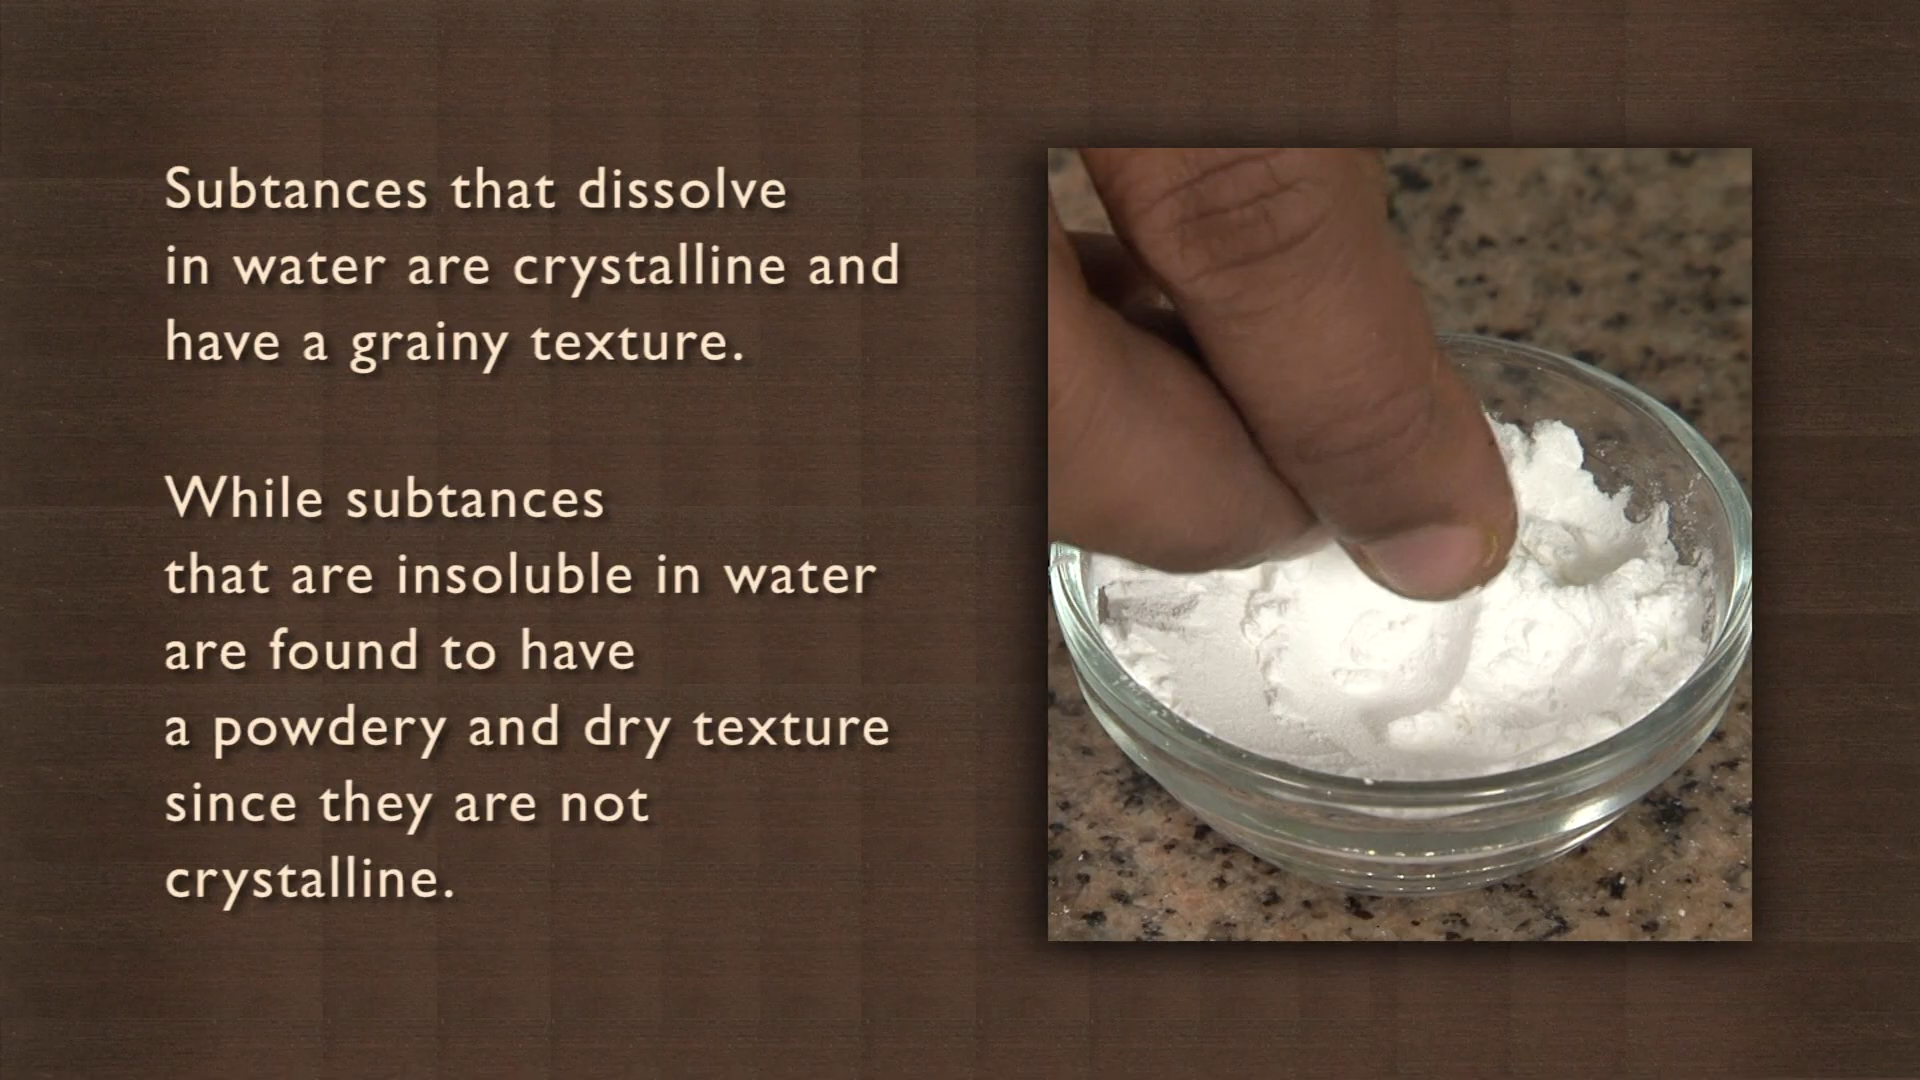 Subtances that dissolve
in water are crystalline and
have a grainy texture.
While subtances
that are insoluble in water
are found to have
a powdery and dry texture
since they are not
crystalline.